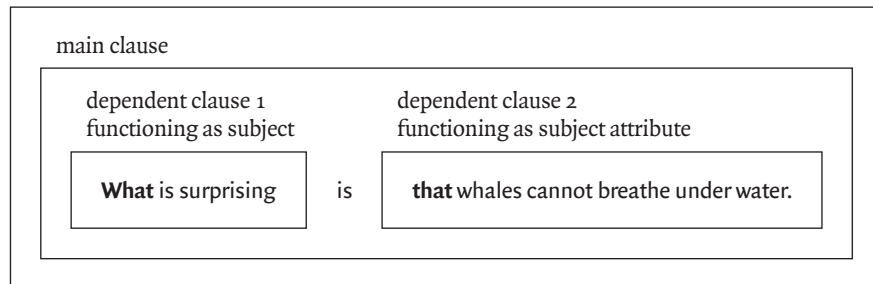 main clause
dependent clause 1
functioning as subject
dependent clause 2
functioning as subject attribute
What is surprising is that whales cannot breathe under water.